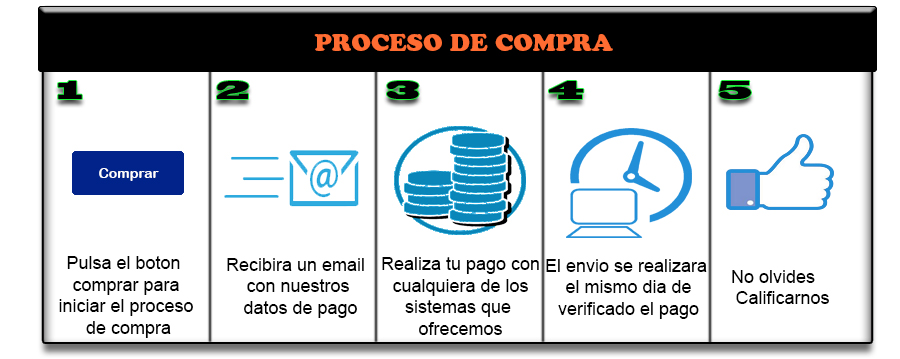 PROCESO DE COMPRA
1
Comprar
Pulsa el boton
comprar para
iniciar el proceso
de compra
2
@
Recibira un email
con nuestros
datos de pago
3
Realiza tu pago con
cualquiera de los
sistemas que
ofrecemos
4
El envio se realizara
el mismo dia de
verificado el pago
5
No olvides
Calificarnos